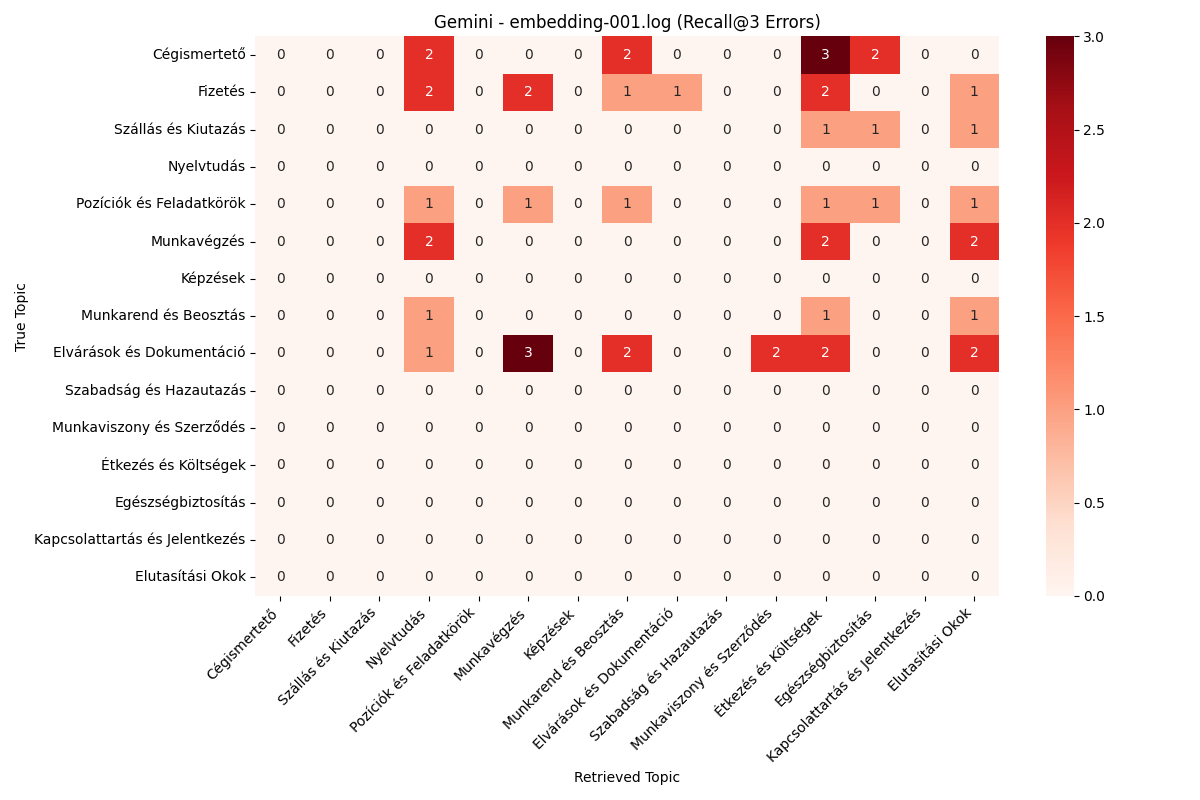 Gemini - embedding-001.log (Recall@3 Errors)
Cégismertető 0 0 0 2 0 0 0 2 0 0 0 3 2 0 0
Fizetés 0 0 0 2 0 2 0 1 1 0 0 2 0 0 1
Szállás és Kiutazás 0 0 0 0 0 0 0 0 0 0 0 1 1 0 1
Nyelvtudás 0 0 0 0 0 0 0 0 0 0 0 0 0 0 0
Pozíciók és Feladatkörök 0 0 0 1 0 1 0 1 0 0 0 1 1 0 1
Munkavégzés 0 0 0 2 0 0 0 0 0 0 0 2 0 0 2
Képzések 0 0 0 0 0 0 0 0 0 0 0 0 0 0 0
Munkarend és Beosztás 0 0 0 1 0 0 0 0 0 0 0 1 0 0 1
Elvárások és Dokumentáció 0 0 0 1 0 3 0 2 0 0 2 2 0 0 2
Szabadság és Hazautazás 0 0 0 0 0 0 0 0 0 0 0 0 0 0 0
Munkaviszony és Szerződés 0 0 0 0 0 0 0 0 0 0 0 0 0 0 0
Étkezés és Költségek 0 0 0 0 0 0 0 0 0 0 0 0 0 0 0
Egészségbiztosítás 0 0 0 0 0 0 0 0 0 0 0 0 0 0 0
Kapcsolattartás és Jelentkezés 0 0 0 0 0 0 0 0 0 0 0 0 0 0 0
Elutasítási Okok 0 0 0 0 0 0 0 0 0 0 0 0 0 0 0
True Topic
Cégismertető
Fizetés
Szállás és Kiutazás
Nyelvtudás
Pozíciók és Feladatkörök
Munkavégzés
Képzések
Munkarend és Beosztás
Elvárások és Dokumentáció
Szabadság és Hazautazás
Munkaviszony és Szerződés
Étkezés és Költségek
Egészségbiztosítás
Kapcsolattartás és Jelentkezés
Elutasítási Okok
Retrieved Topic
3.0
2.5
2.0
1.5
1.0
0.5
0.0